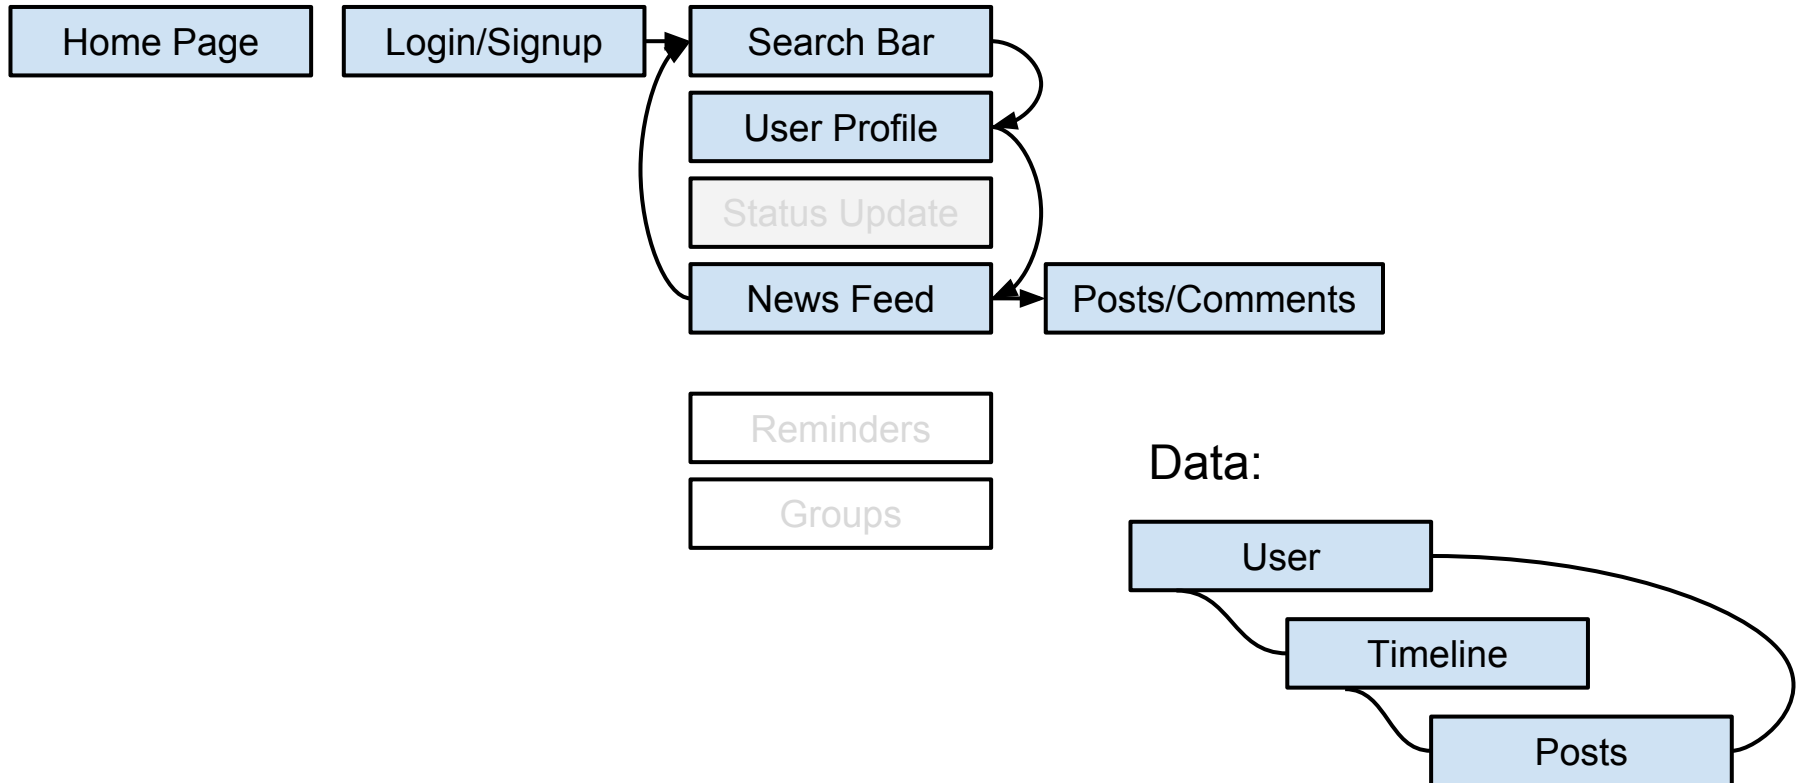 Home Page
Login/Signup
Search Bar
User Profile
Status Update
News Feed
Posts/Comments
Reminders
Groups
Data:
User
Timeline
Posts